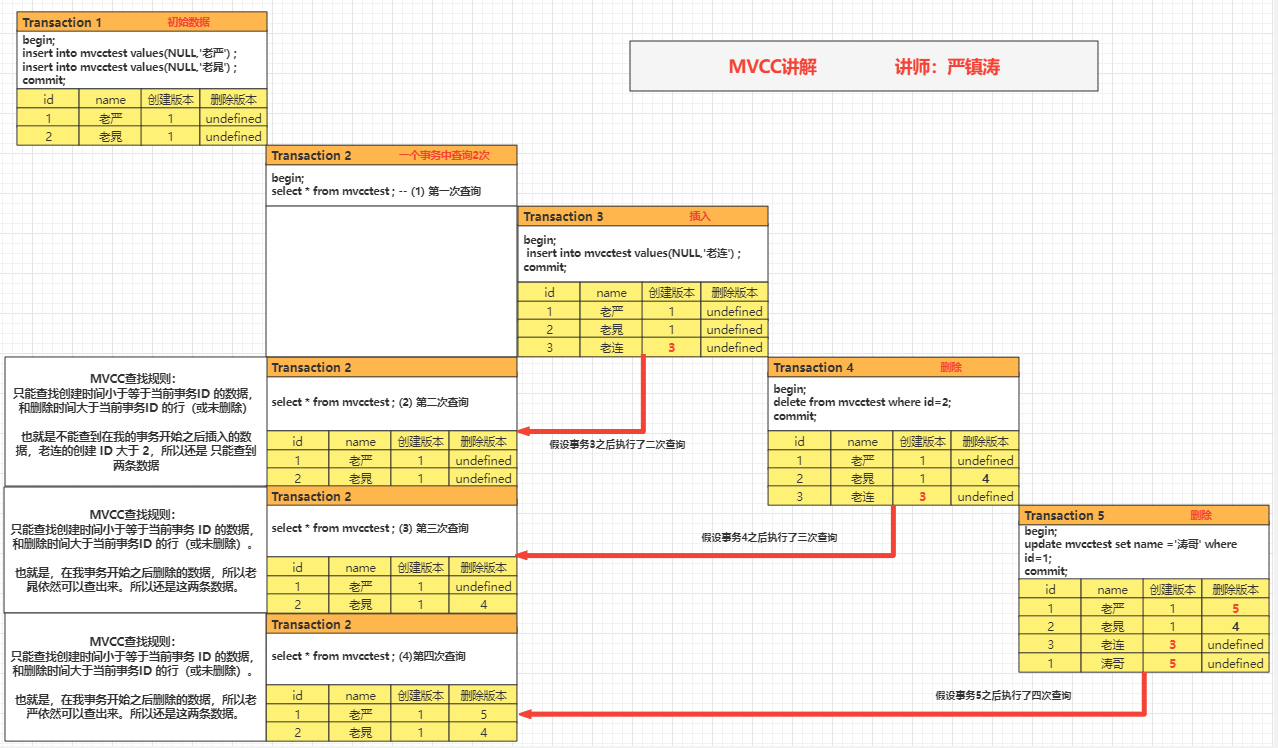 Transaction 1 初始数据
begin;
insert into mvcctest values(NULL,'老严') ;
insert into mvcctest values(NULL,'老晁') ;
commit;
id name 创建版本 删除版本
1 老严 1 undefined
2 老晁 1 undefined
MVCC讲解 讲师：严镇涛
Transaction 2 一个事务中查询2次
begin;
select * from mvcctest ; -- (1) 第一次查询
Transaction 3 插入
begin;
insert into mvcctest values(NULL,'老连') ;
commit;
id name 创建版本 删除版本
1 老严 1 undefined
2 老晁 1 undefined
3 老连 3 undefined
MVCC查找规则：
只能查找创建时间小于等于当前事务ID 的数据，
和删除时间大于当前事务ID 的行（或未删除）
也就是不能查到在我的事务开始之后插入的数
据，老连的创建 ID 大于 2，所以还是 只能查到
两条数据
Transaction 2
select * from mvcctest ; (2) 第二次查询
id name 创建版本 删除版本
1 老严 1 undefined
2 老晁 1 undefined
假设事务3之后执行了二次查询
Transaction 4 删除
begin;
delete from mvcctest where id=2;
commit;
id name 创建版本 删除版本
1 老严 1 undefined
2 老晁 1 4
3 老连 3 undefined
MVCC查找规则：
只能查找创建时间小于等于当前事务 ID 的数据，
和删除时间大于当前事务ID 的行（或未删除）。
也就是，在我事务开始之后删除的数据，所以老
晁依然可以查出来。所以还是这两条数据。
Transaction 2
select * from mvcctest ; (3) 第三次查询
id name 创建版本 删除版本
1 老严 1 undefined
2 老晁 1 4
假设事务4之后执行了三次查询
Transaction 5 删除
begin;
update mvcctest set name ='涛哥' where
id=1;
commit;
id name 创建版本 删除版本
1 老严 1 5
2 老晁 1 4
3 老连 3 undefined
1 涛哥 5 undefined
MVCC查找规则：
只能查找创建时间小于等于当前事务 ID 的数据，
和删除时间大于当前事务ID 的行（或未删除）。
也就是，在我事务开始之后删除的数据，所以老
严依然可以查出来。所以还是这两条数据。
Transaction 2
select * from mvcctest ; (4)第四次查询
id name 创建版本 删除版本
1 老严 1 5
2 老晁 1 4
假设事务5之后执行了四次查询